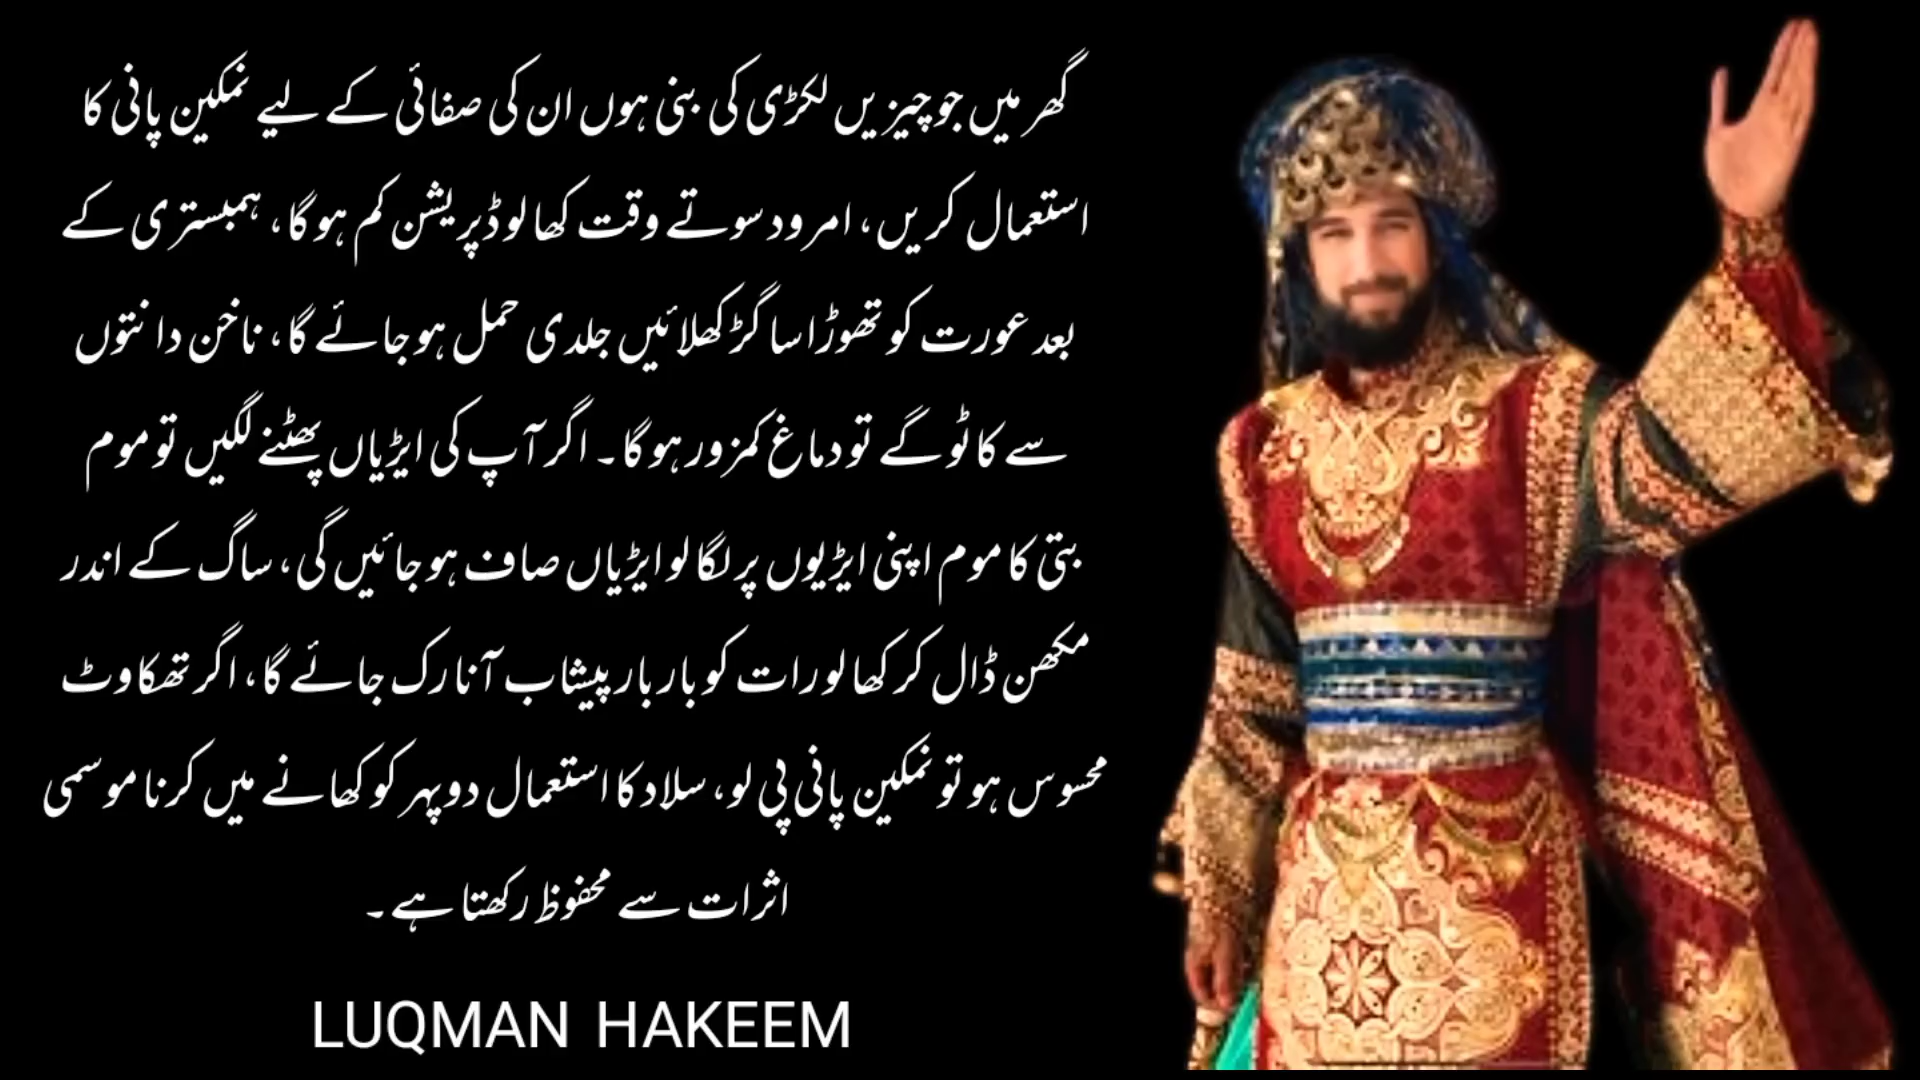 گھر میں جو چیزیں لکڑی کی بنی ہوں ان کی صفائی کے لیے نمکین پانی کا
استعمال کریں، امرود سوتے وقت کھا لو ڈپریشن کم ہو گا، ہمبستری کے
بعد عورت کو تھوڑا سا گڑ کھلائیں جلدی حمل ہو جائے گا، ناخن دانتوں
سے کاٹو گے تو دماغ کمزور ہو گا۔ اگر آپ کی ایڑیاں پھٹنے لگیں تو موم
بتی کا موم اپنی ایڑیوں پر لگا لو ایڑیاں صاف ہو جائیں گی، ساگ کے اندر
مکھن ڈال کر کھا لو رات کو بار بار پیشاب آنا رک جائے گا، اگر تھکاوٹ
محسوس ہو تو نمکین پانی پی لو، سلاد کا استعمال دوپہر کو کھانے میں کرنا موسمی
اثرات سے محفوظ رکھتا ہے۔
LUQMAN HAKEEM